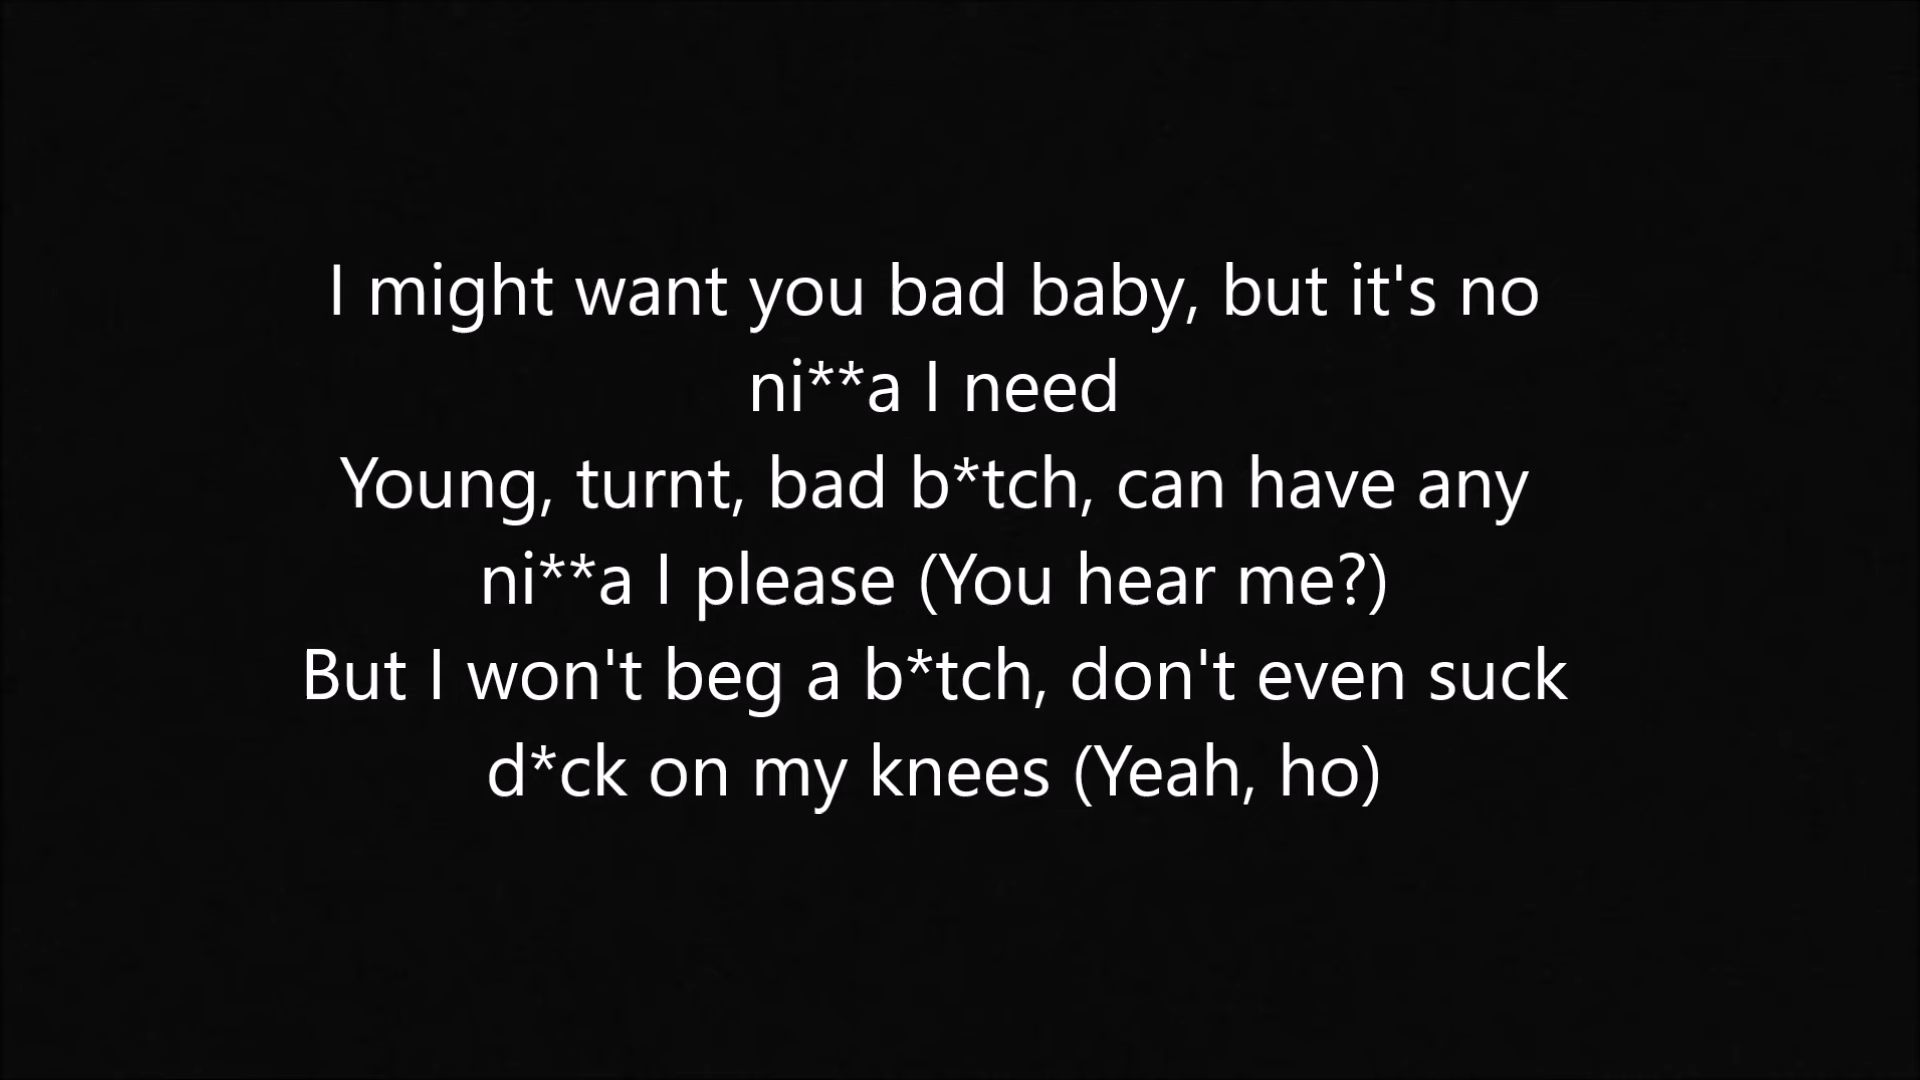 I might want you bad baby, but it's no
ni**a I need
Young, turnt, bad b*tch, can have any
ni**a I please (You hear me?)
But I won't beg a b*tch, don't even suck
d*ck on my knees (Yeah, ho)